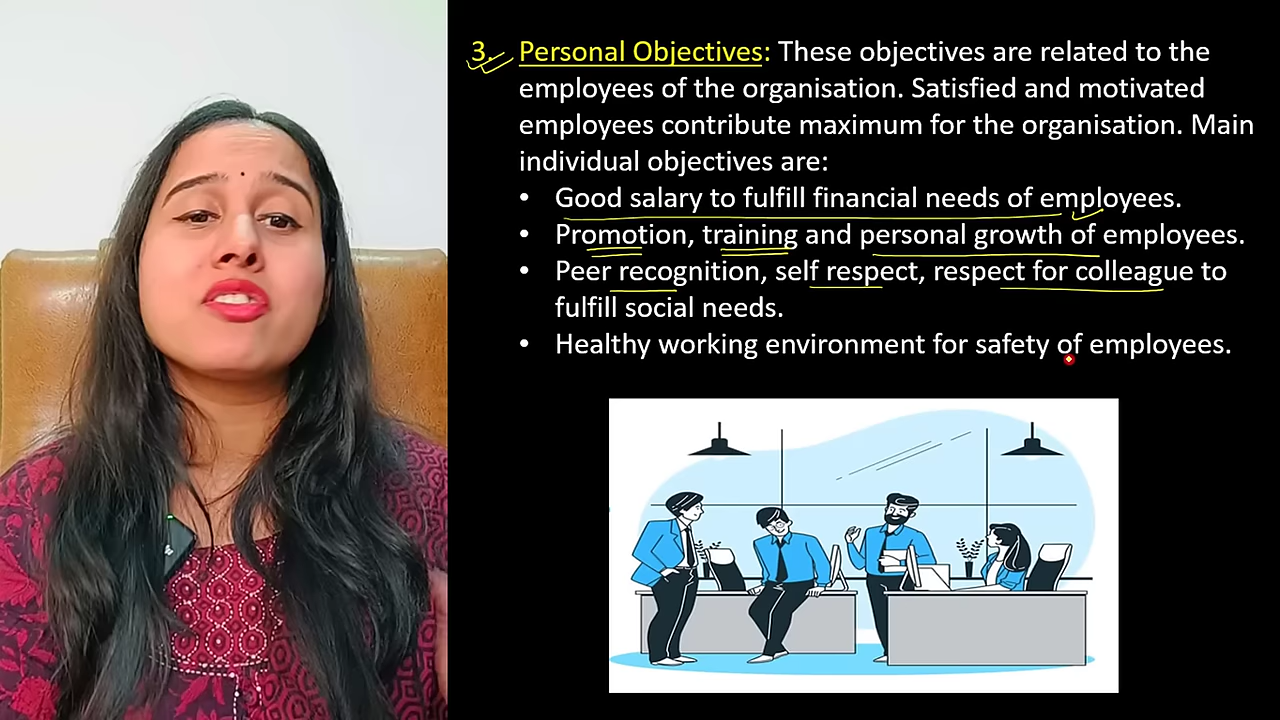 3. Personal Objectives: These objectives are related to the
employees of the organisation. Satisfied and motivated
employees contribute maximum for the organisation. Main
individual objectives are:
• Good salary to fulfill financial needs of employees.
• Promotion, training and personal growth of employees.
• Peer recognition, self respect, respect for colleague to
fulfill social needs.
• Healthy working environment for safety of employees.